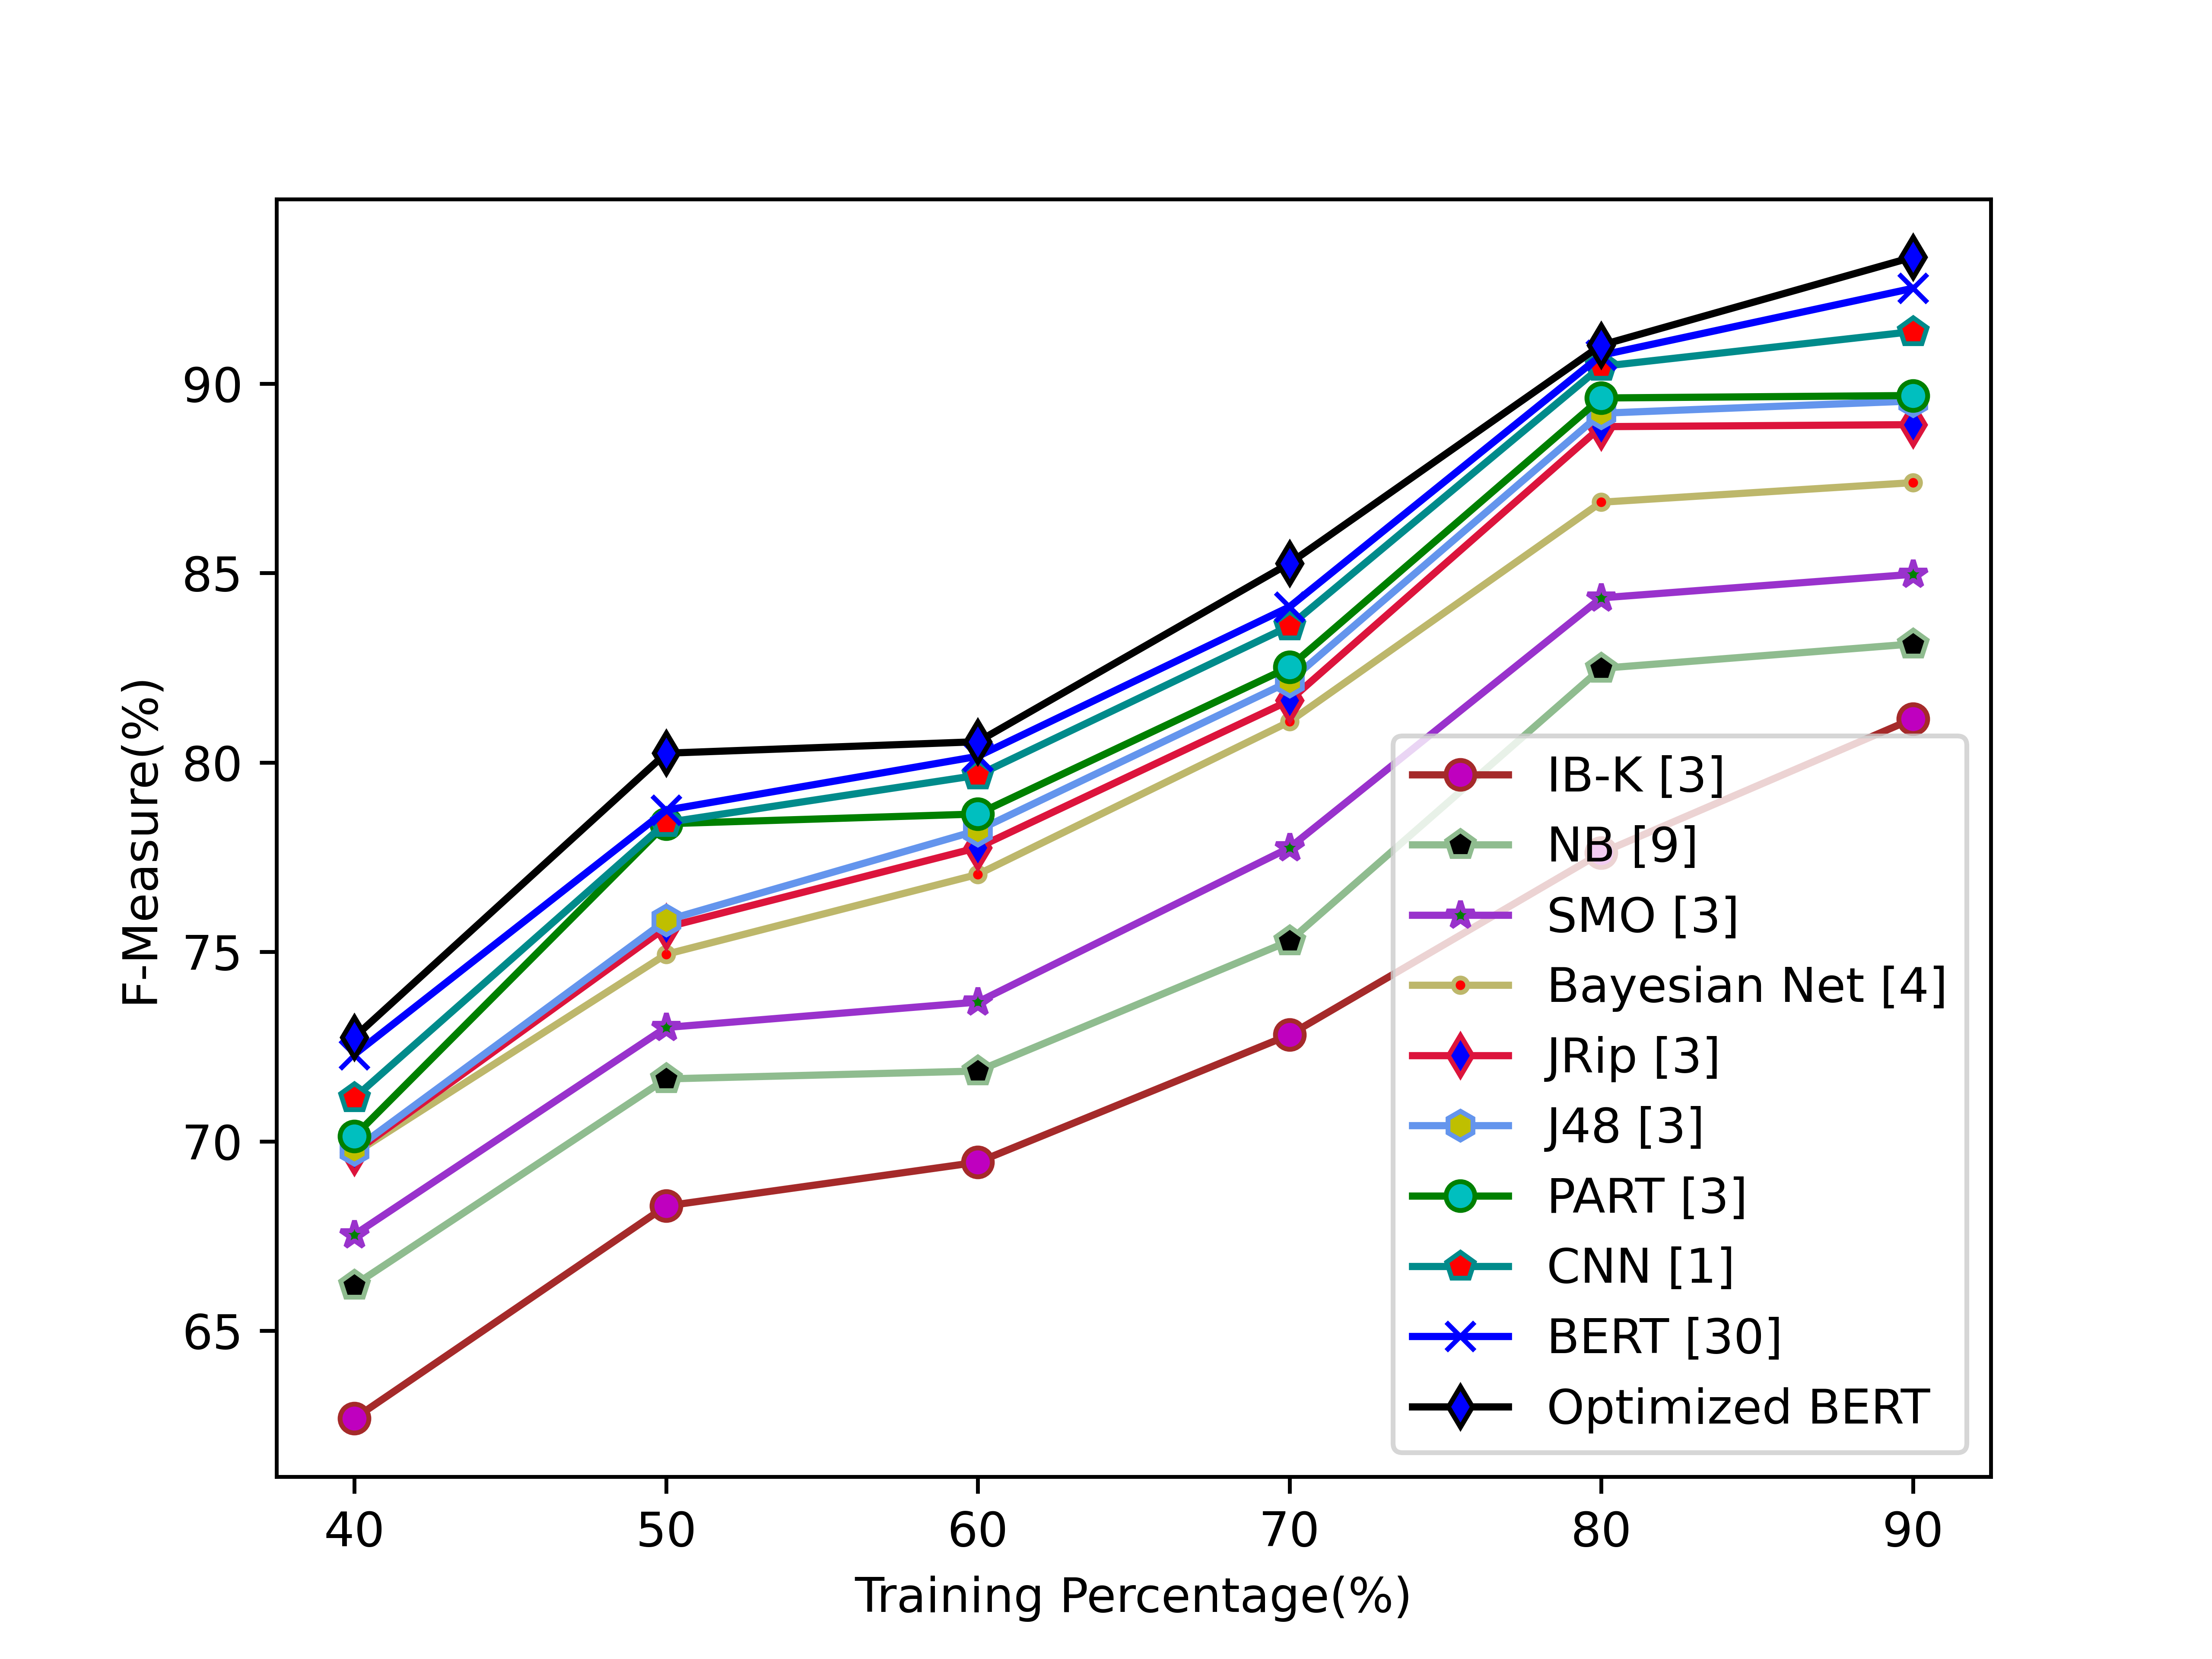 90
85
80
75
70
65
F-Measure(%)
IB-K [3]
NB [9]
SMO [3]
Bayesian Net [4]
JRip [3]
J48 [3]
PART [3]
CNN [1]
BERT [30]
Optimized BERT
40 50 60 70 80 90
Training Percentage(%)